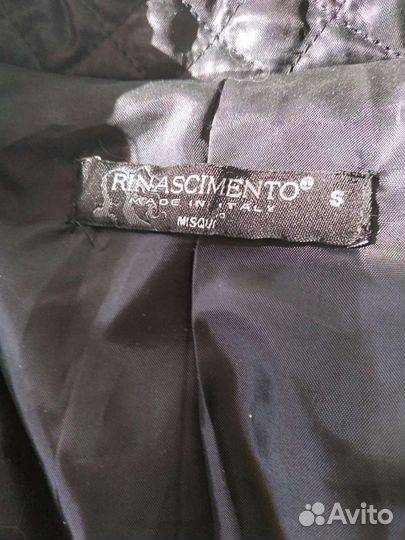 RINASCIMENTO® S
MADE IN ITALY
MISQUI
Avito